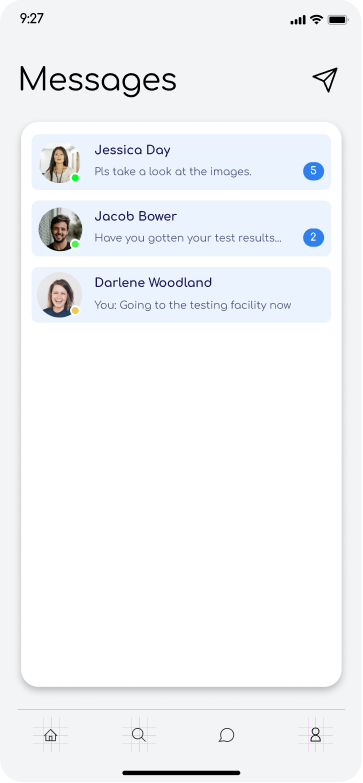 9:27
Messages
Jessica Day
Pls take a look at the images.
5
Jacob Bower
Have you gotten your test results...
2
Darlene Woodland
You: Going to the testing facility now